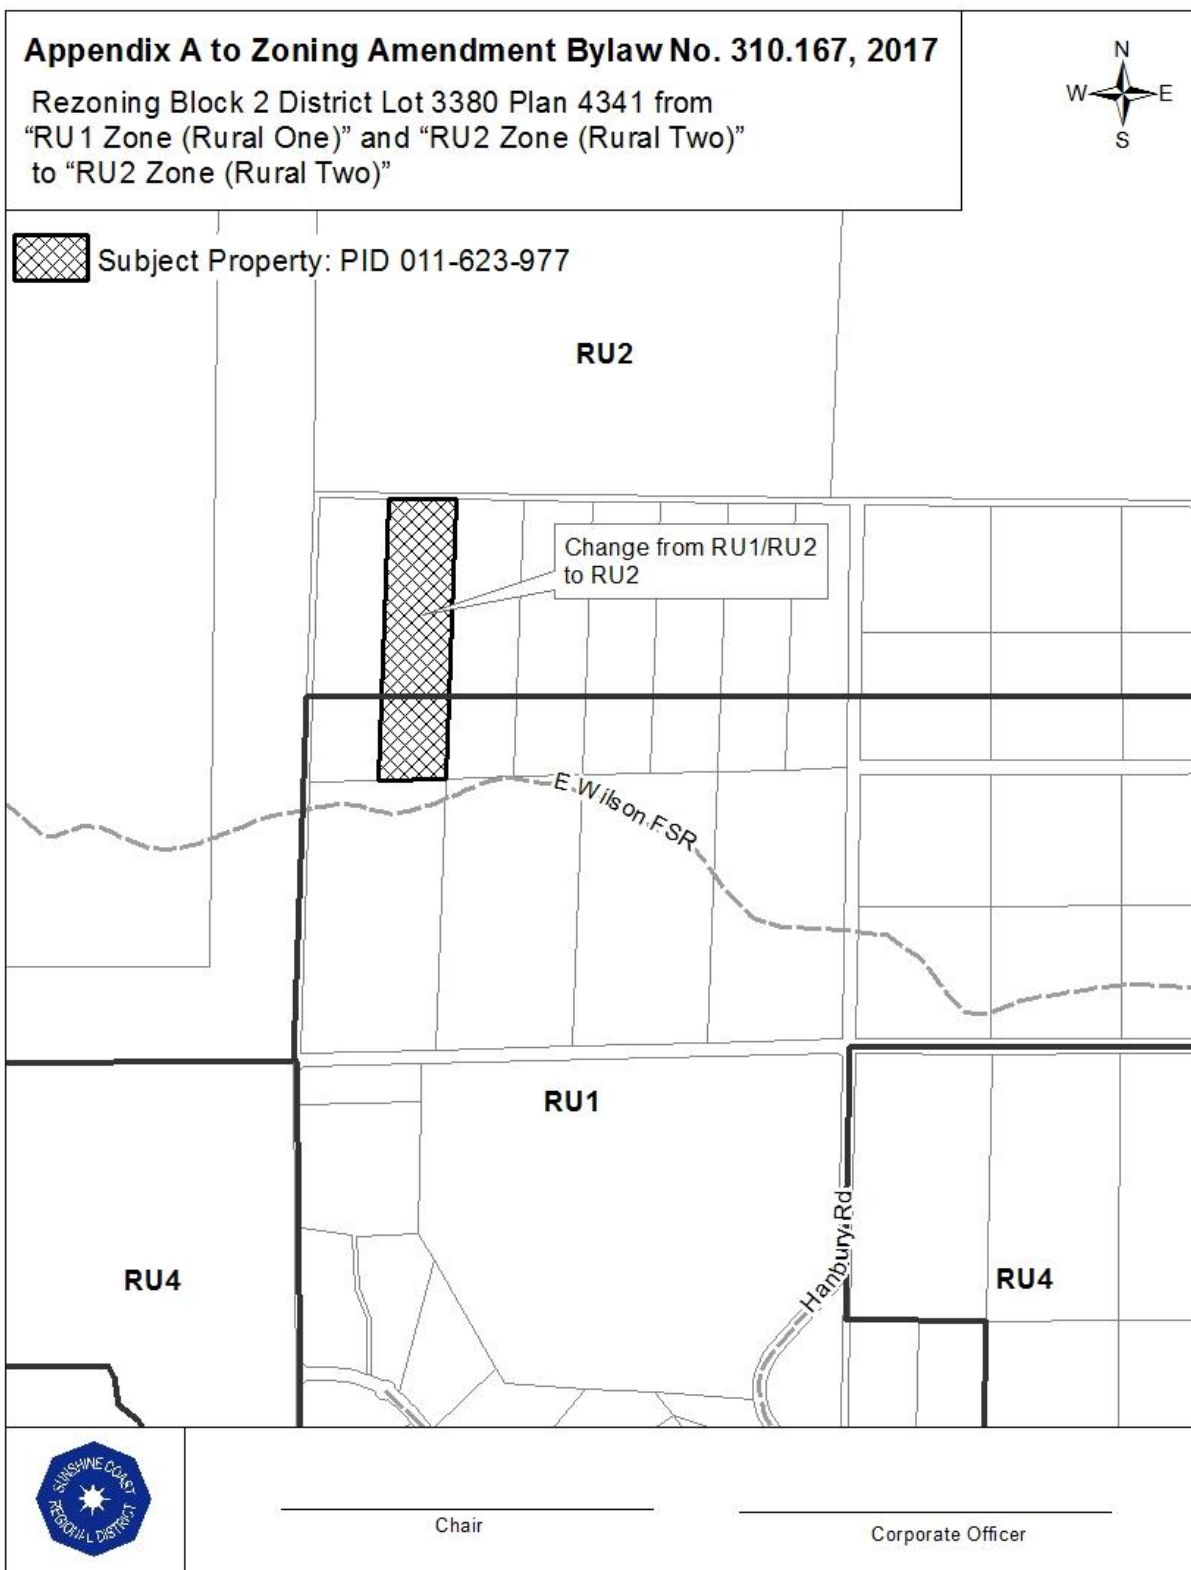 Appendix A to Zoning Amendment Bylaw No. 310.167, 2017
Rezoning Block 2 District Lot 3380 Plan 4341 from
“RU1 Zone (Rural One)” and “RU2 Zone (Rural Two)”
to “RU2 Zone (Rural Two)”
N
W E
S
Subject Property: PID 011-623-977
RU2
Change from RU1/RU2
to RU2
E Wilson FSR
RU1
Hanbury Rd
RU4
RU4
SUNSHINE COAST
REGIONAL DISTRICT
Chair
Corporate Officer